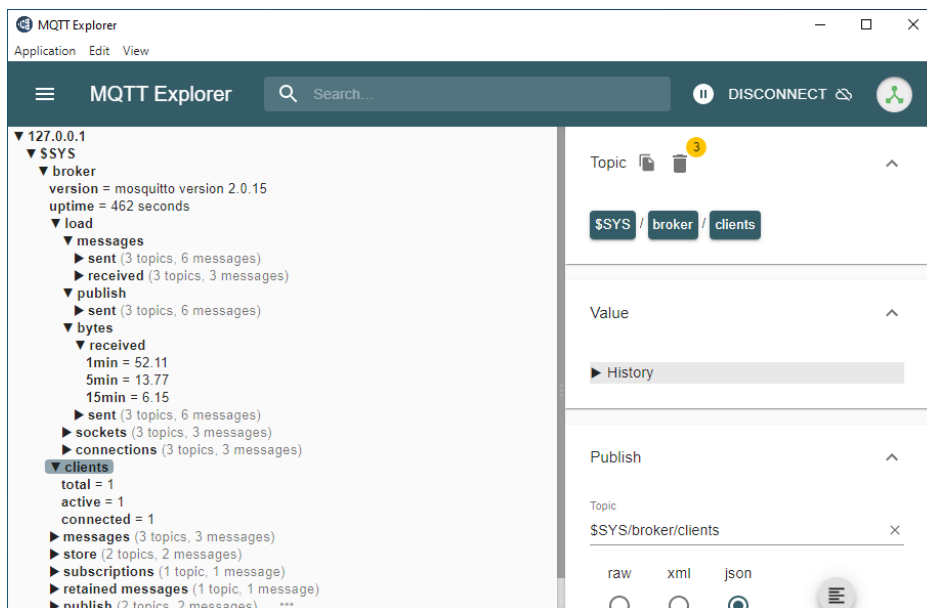 MQTT Explorer
Application Edit View
MQTT Explorer
Search...
DISCONNECT
▼ 127.0.0.1
▼ $SYS
▼ broker
version = mosquitto version 2.0.15
uptime = 462 seconds
▼ load
▼ messages
▶ sent (3 topics, 6 messages)
▶ received (3 topics, 3 messages)
▼ publish
▶ sent (3 topics, 6 messages)
▼ bytes
▼ received
1min = 52.11
5min = 13.77
15min = 6.15
▶ sent (3 topics, 6 messages)
▶ sockets (3 topics, 3 messages)
▶ connections (3 topics, 3 messages)
▼ clients
total = 1
active = 1
connected = 1
▶ messages (3 topics, 3 messages)
▶ store (2 topics, 2 messages)
▶ subscriptions (1 topic, 1 message)
▶ retained messages (1 topic, 1 message)
▶ publish (2 topics, 2 messages) •••
Topic 3
$SYS / broker / clients
Value
▶ History
Publish
Topic
$SYS/broker/clients
raw xml json